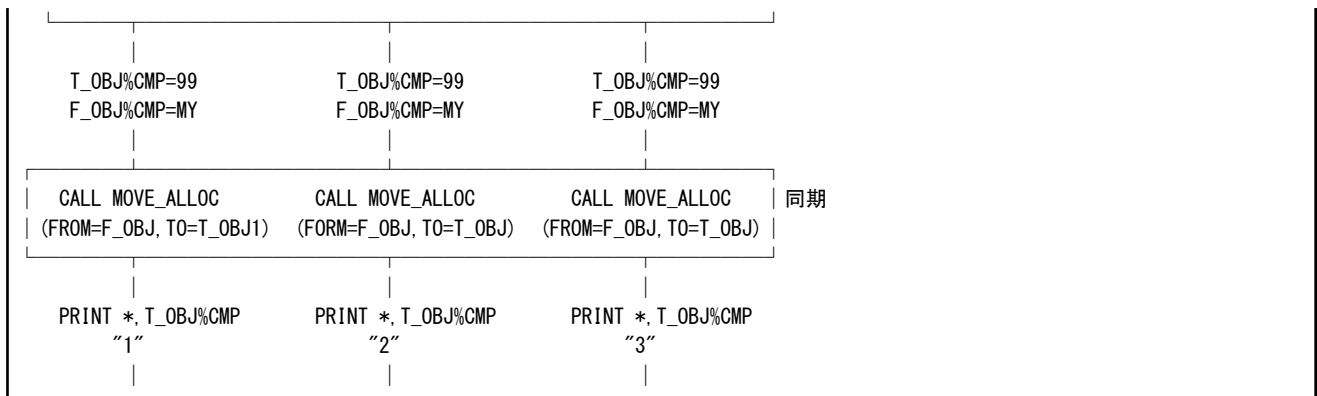 T_OBJ%CMP=99 T_OBJ%CMP=99 T_OBJ%CMP=99
F_OBJ%CMP=MY F_OBJ%CMP=MY F_OBJ%CMP=MY
CALL MOVE_ALLOC CALL MOVE_ALLOC CALL MOVE_ALLOC 同期
(FROM=F_OBJ,TO=T_OBJ1) (FORM=F_OBJ,TO=T_OBJ) (FROM=F_OBJ,TO=T_OBJ)
PRINT *,T_OBJ%CMP PRINT *,T_OBJ%CMP PRINT *,T_OBJ%CMP
"1" "2" "3"